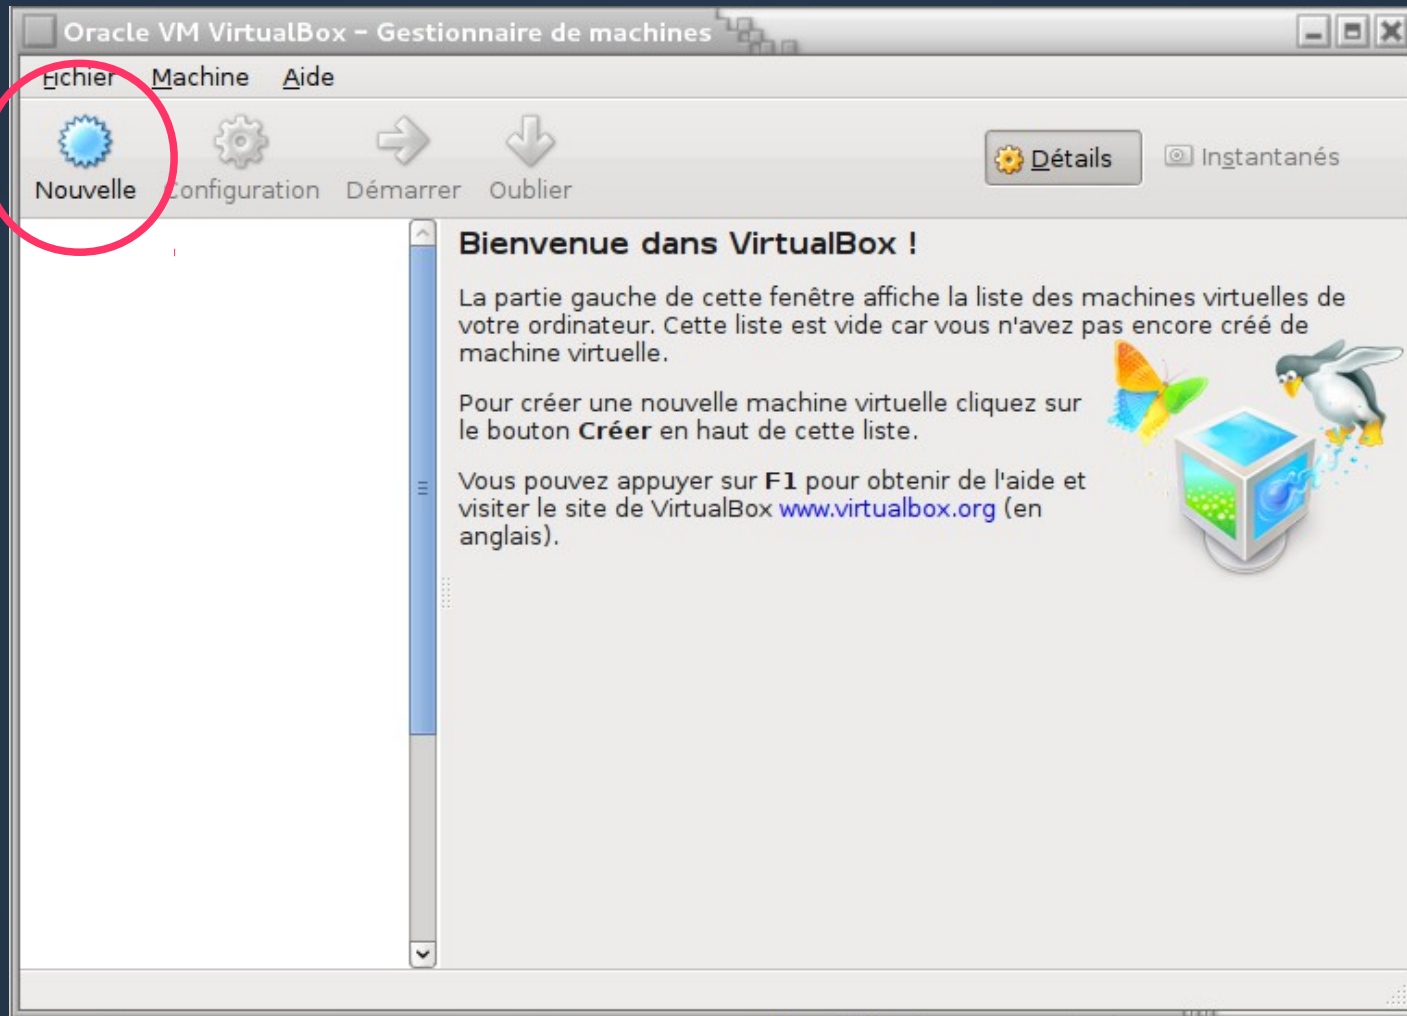 Oracle VM VirtualBox - Gestionnaire de machines
Fichier Machine Aide
Nouvelle Configuration Démarrer Oublier Détails Instantanés
Bienvenue dans VirtualBox !
La partie gauche de cette fenêtre affiche la liste des machines virtuelles de
votre ordinateur. Cette liste est vide car vous n'avez pas encore créé de
machine virtuelle.
Pour créer une nouvelle machine virtuelle cliquez sur
le bouton Créer en haut de cette liste.
Vous pouvez appuyer sur F1 pour obtenir de l'aide et
visiter le site de VirtualBox www.virtualbox.org (en
anglais).